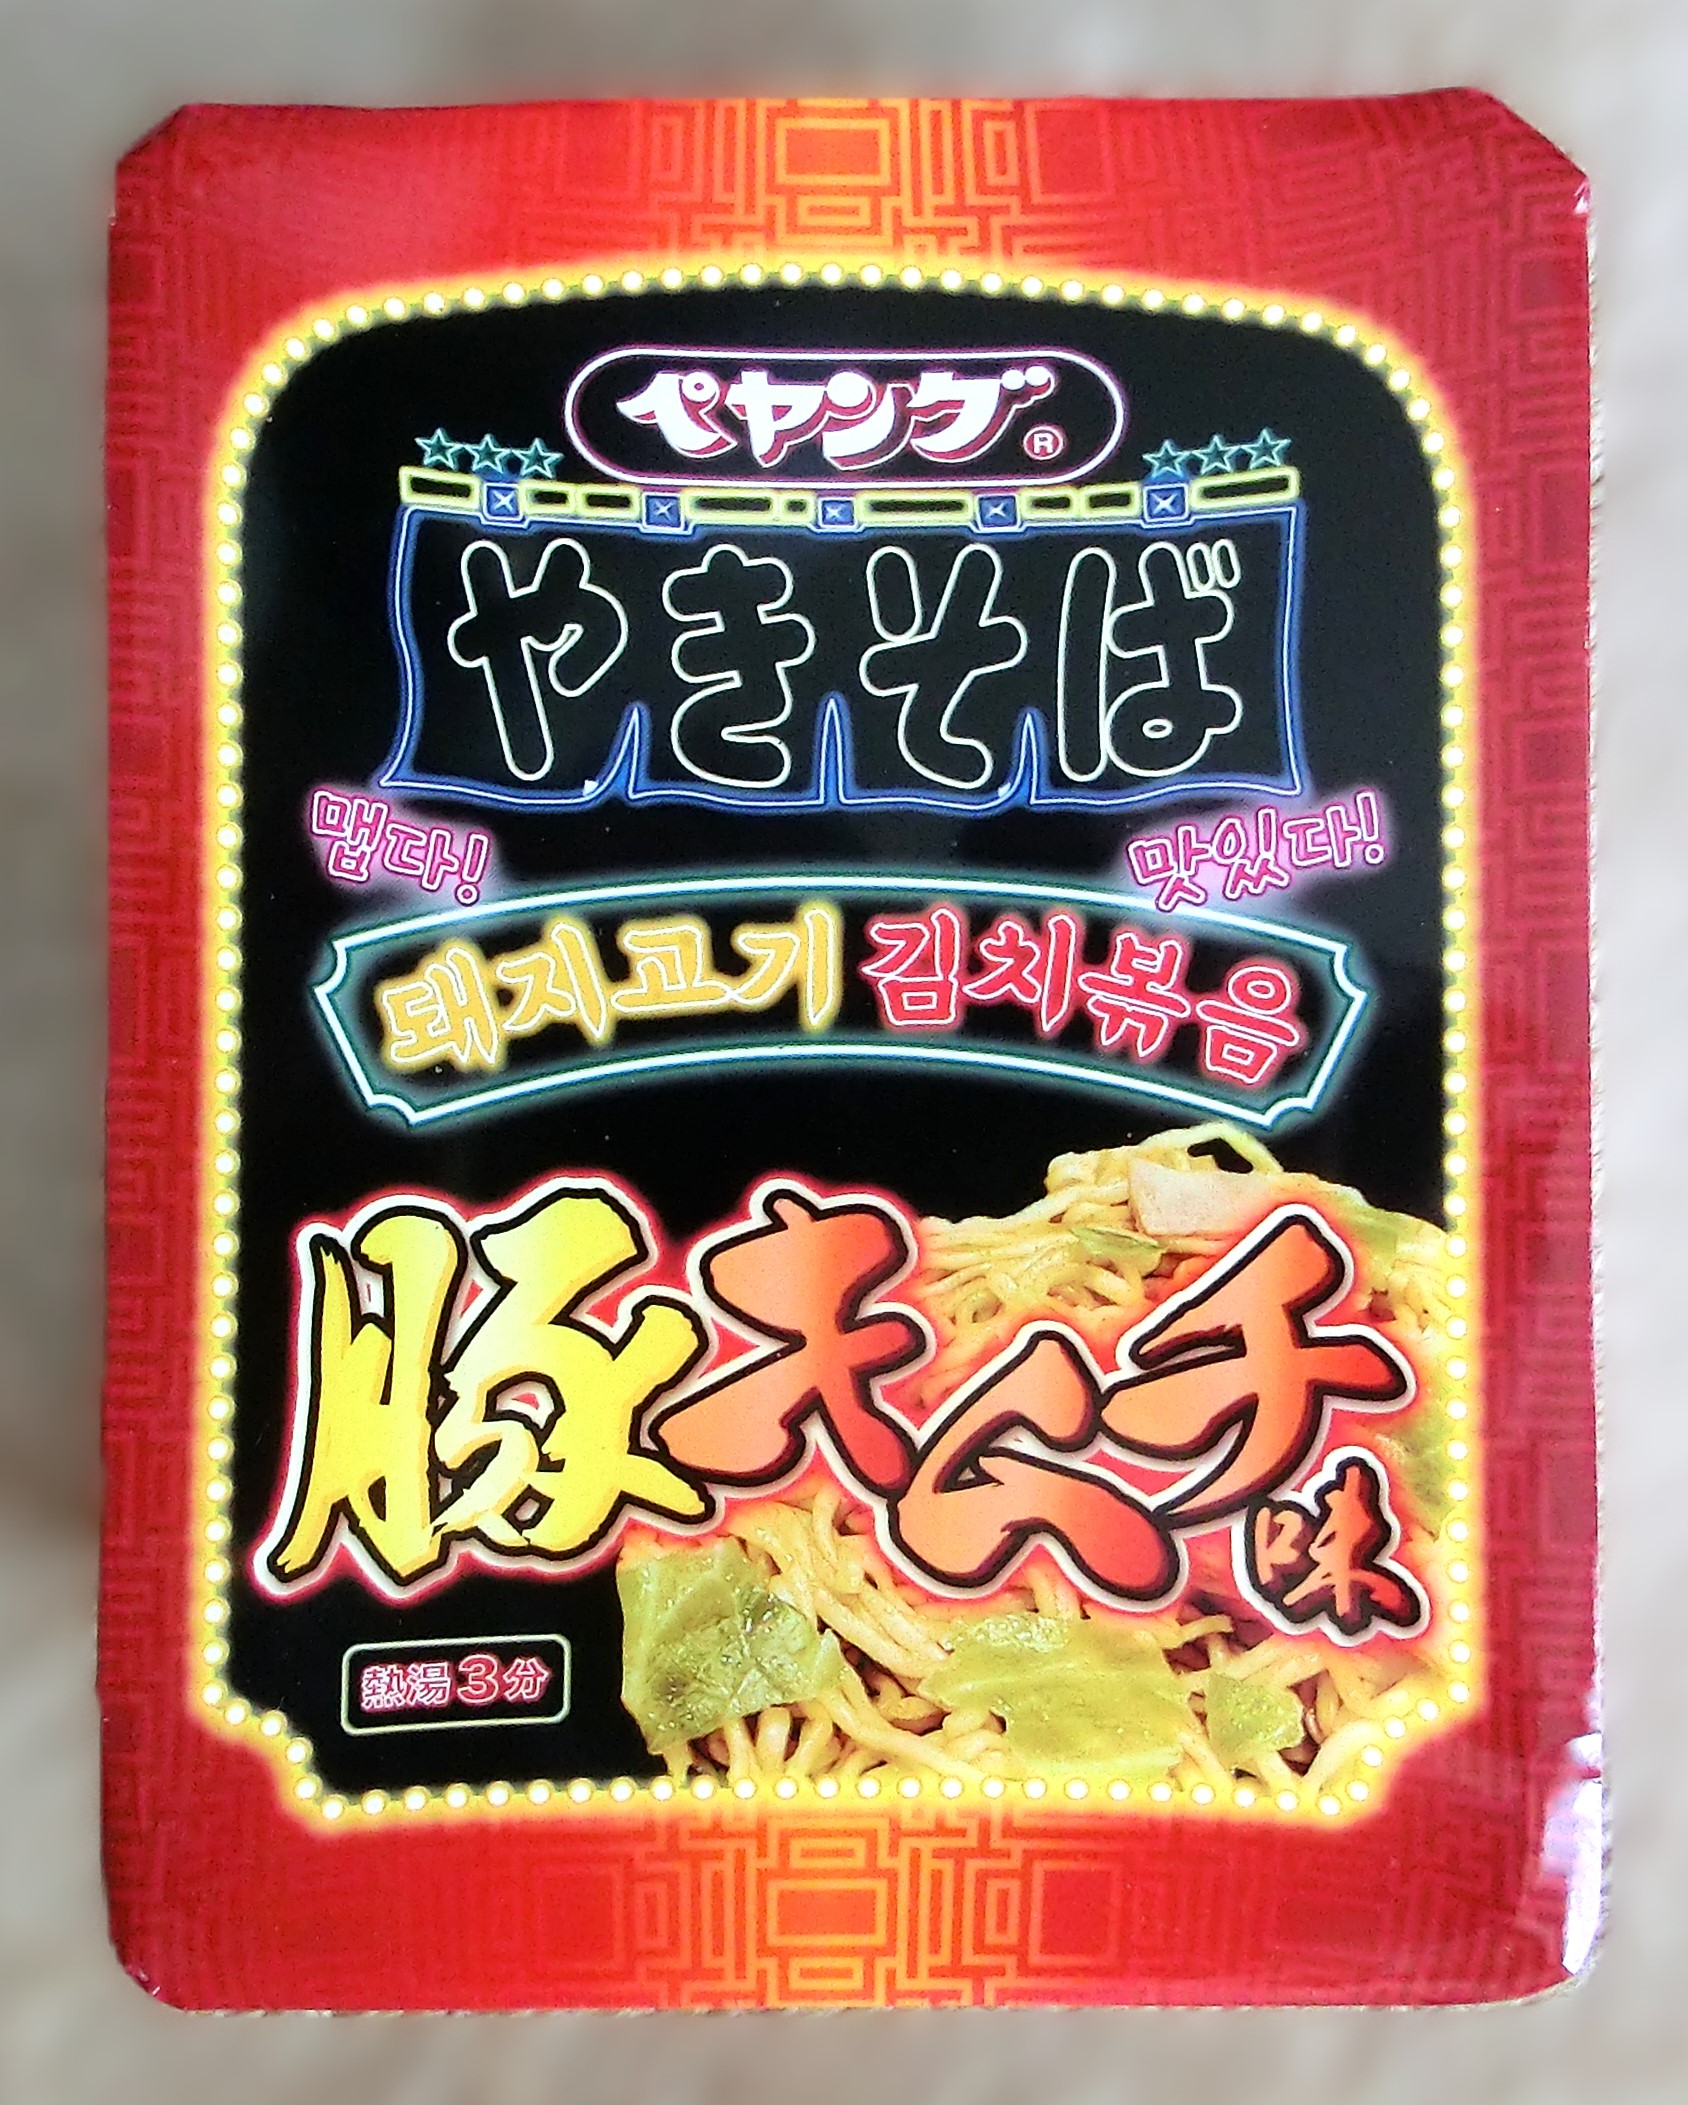 ペヤング®
やきそば
맵다! 맛있다!
돼지고기 김치볶음
豚キムチ味
熱湯3分